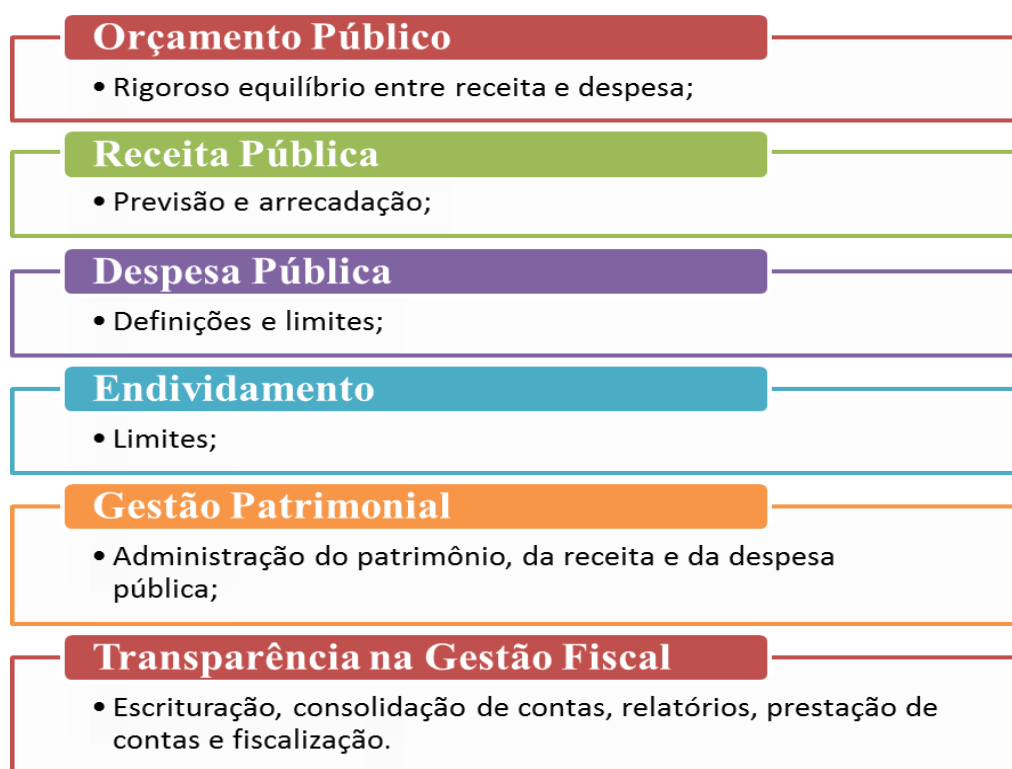 Orçamento Público
• Rigoroso equilíbrio entre receita e despesa;
Receita Pública
• Previsão e arrecadação;
Despesa Pública
• Definições e limites;
Endividamento
• Limites;
Gestão Patrimonial
• Administração do patrimônio, da receita e da despesa
pública;
Transparência na Gestão Fiscal
• Escrituração, consolidação de contas, relatórios, prestação de
contas e fiscalização.